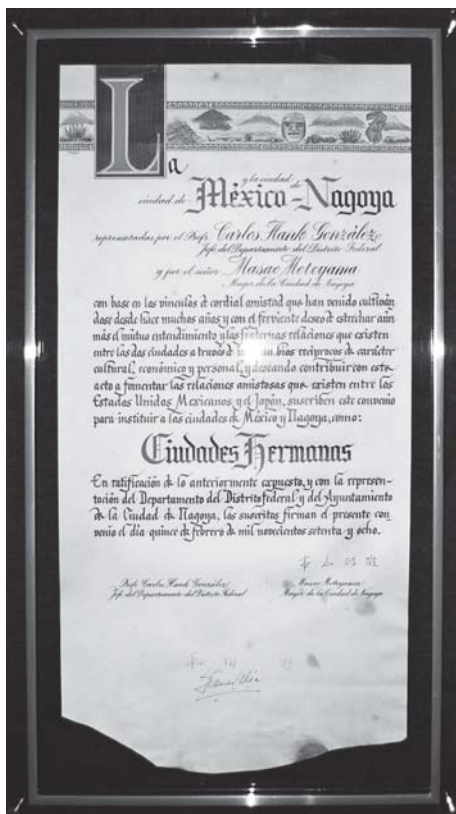 La
ciudad de México y la ciudad de Nagoya
representadas por el Profr. Carlos Hank González,
Jefe del Departamento del Distrito Federal
y por el señor Masao Motoyama
Mayor de la Ciudad de Nagoya
con base en los vínculos de cordial amistad que han venido cultiván
dose desde hace muchos años y con el ferviente deseo de estrechar aún
más el mutuo entendimiento y las fraternas relaciones que existen
entre las dos ciudades a través de bios recíprocos de carácter
cultural, económico y personal, y deseando contribuir con este
acto a fomentar las relaciones amistosas que existen entre los
Estados Unidos Mexicanos y el Japón, suscriben este convenio
para instituir a las ciudades de México y Nagoya, como:
Ciudades Hermanas
En ratificación de lo anteriormente expuesto, y con la represen-
tación del Departamento del Distrito Federal y del Ayuntamiento
de la Ciudad de Nagoya, los suscritos firman el presente con-
venio el día quince de febrero de mil novecientos setenta y ocho.
Profr. Carlos Hank González
Jefe del Departamento del Distrito Federal
Masao Motoyama
Mayor de la Ciudad de Nagoya